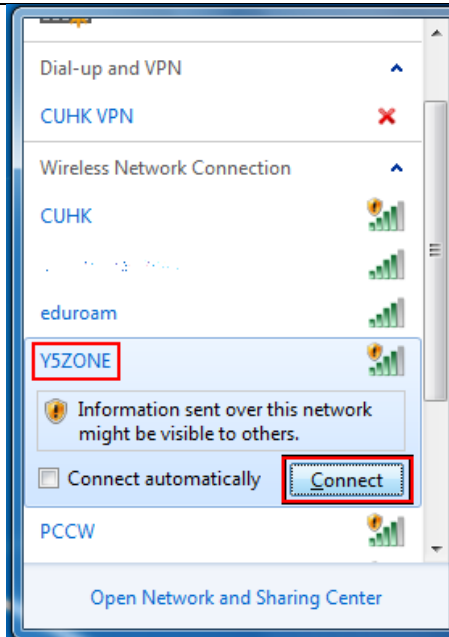 Dial-up and VPN
CUHK VPN
Wireless Network Connection
CUHK
eduroam
Y5ZONE
Information sent over this network
might be visible to others.
Connect automatically Connect
PCCW
Open Network and Sharing Center